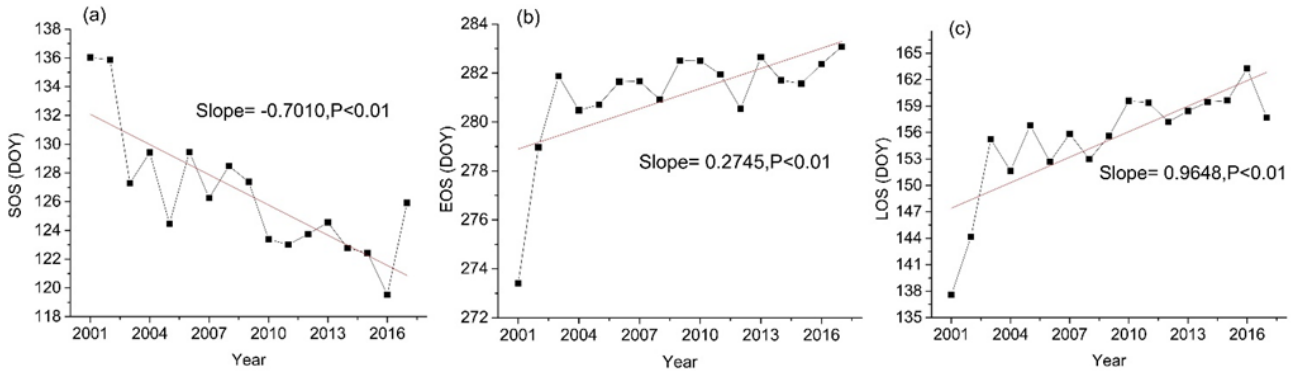 (a)
136
134
132
130
128
126
124
122
120
118
SOS (DOY)
Slope= -0.7010,P<0.01
2001 2004 2007 2010 2013 2016
Year
(b)
284
282
280
278
276
274
272
EOS (DOY)
Slope= 0.2745,P<0.01
2001 2004 2007 2010 2013 2016
Year
(c)
165
162
159
156
153
150
147
144
141
138
135
LOS (DOY)
Slope= 0.9648,P<0.01
2001 2004 2007 2010 2013 2016
Year